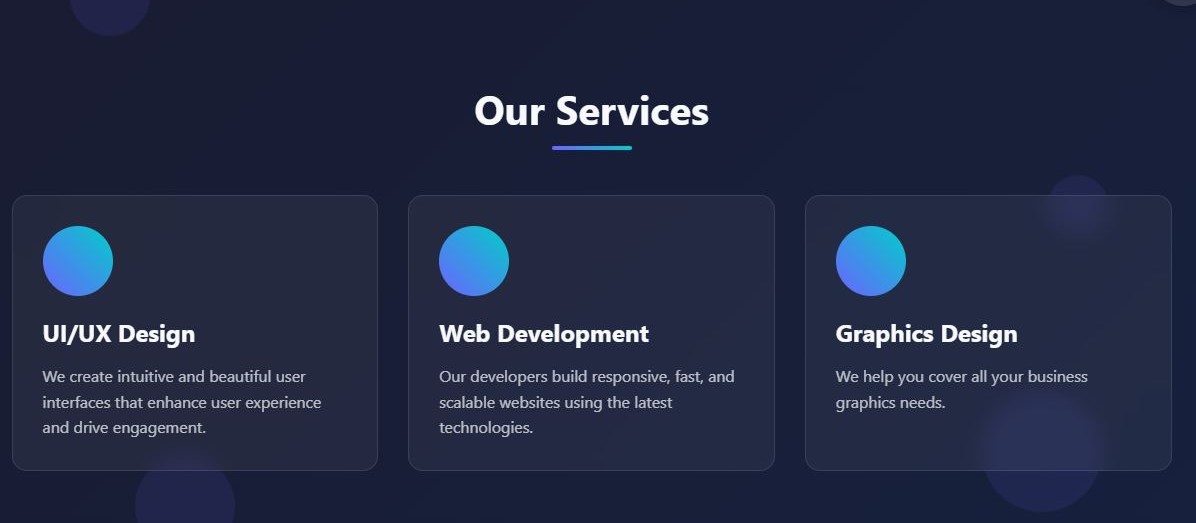 Our Services
UI/UX Design
We create intuitive and beautiful user
interfaces that enhance user experience
and drive engagement.
Web Development
Our developers build responsive, fast, and
scalable websites using the latest
technologies.
Graphics Design
We help you cover all your business
graphics needs.